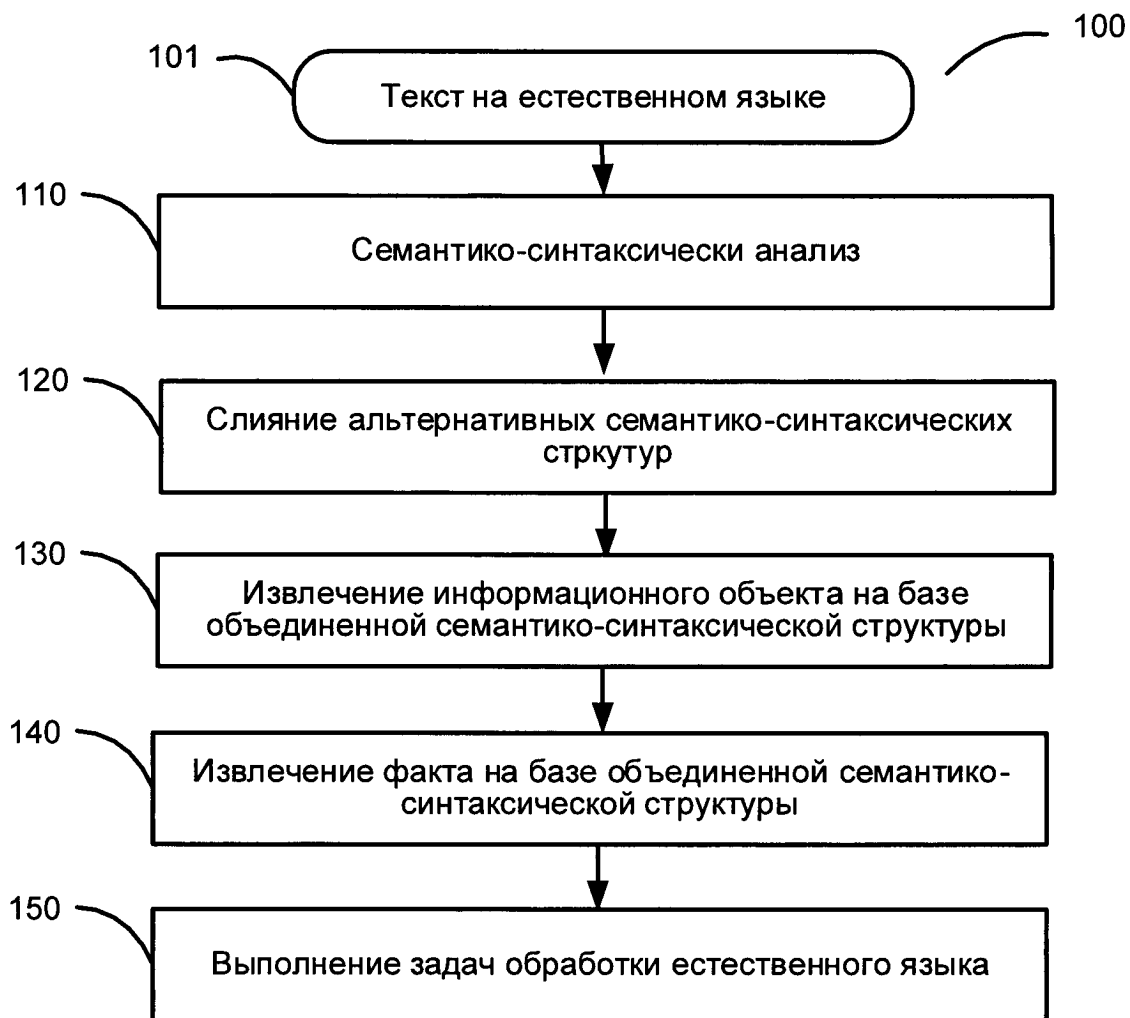 100
101
Текст на естественном языке
110
Семантико-синтаксически анализ
120
Слияние альтернативных семантико-синтаксических
стркутур
130
Извлечение информационного объекта на базе
объединенной семантико-синтаксической структуры
140
Извлечение факта на базе объединенной семантико-
синтаксической структуры
150
Выполнение задач обработки естественного языка